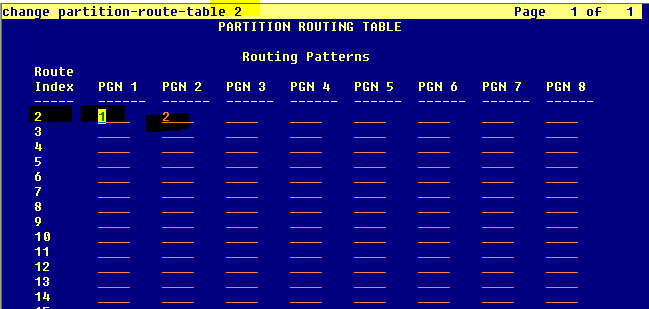 change partition-route-table 2 Page 1 of 1
PARTITION ROUTING TABLE
Routing Patterns
Route
Index PGN 1 PGN 2 PGN 3 PGN 4 PGN 5 PGN 6 PGN 7 PGN 8
2 1 2
3
4
5
6
7
8
9
10
11
12
13
14